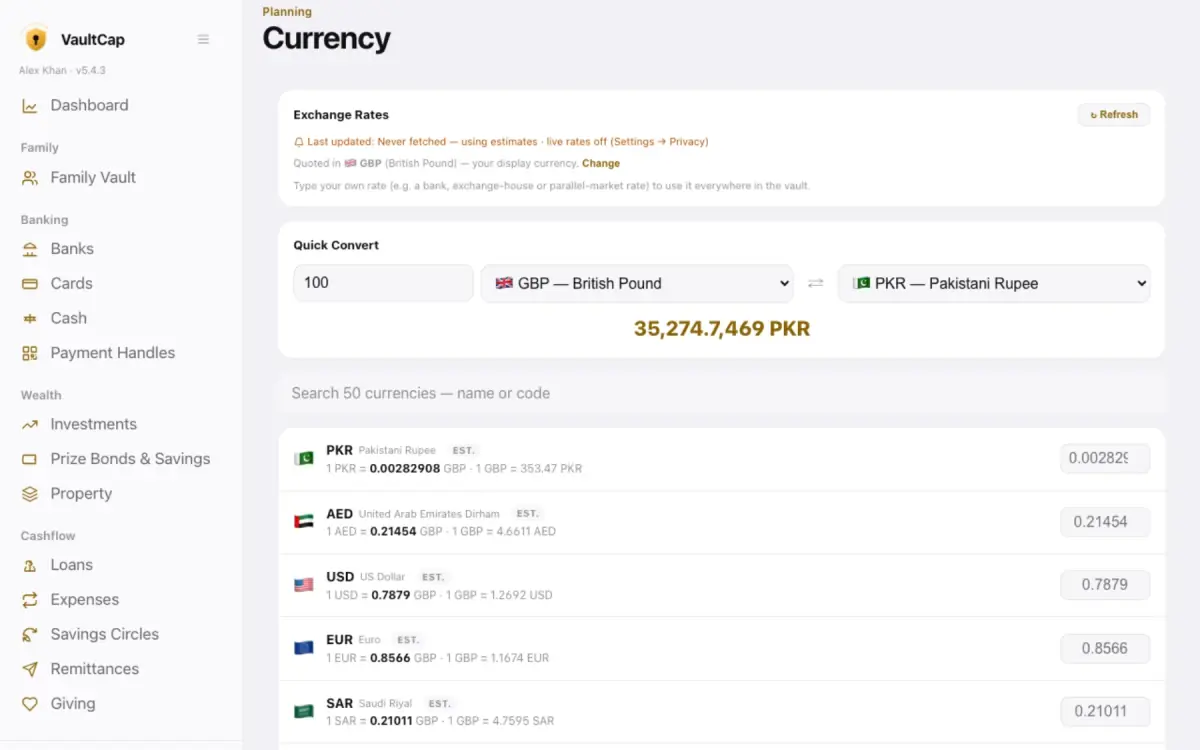 VaultCap
Alex Khan · v5.4.3
Dashboard
Family
Family Vault
Banking
Banks
Cards
Cash
Payment Handles
Wealth
Investments
Prize Bonds & Savings
Property
Cashflow
Loans
Expenses
Savings Circles
Remittances
Giving
Planning
Currency
Exchange Rates
↻ Refresh
Last updated: Never fetched — using estimates · live rates off (Settings → Privacy)
Quoted in 🇬🇧 GBP (British Pound) — your display currency. Change
Type your own rate (e.g. a bank, exchange-house or parallel-market rate) to use it everywhere in the vault.
Quick Convert
100
🇬🇧 GBP — British Pound
⇄
🇵🇰 PKR — Pakistani Rupee
35,274.7,469 PKR
Search 50 currencies — name or code
PKR Pakistani Rupee EST.
1 PKR = 0.00282908 GBP · 1 GBP = 353.47 PKR
0.002829
AED United Arab Emirates Dirham EST.
1 AED = 0.21454 GBP · 1 GBP = 4.6611 AED
0.21454
USD US Dollar EST.
1 USD = 0.7879 GBP · 1 GBP = 1.2692 USD
0.7879
EUR Euro EST.
1 EUR = 0.8566 GBP · 1 GBP = 1.1674 EUR
0.8566
SAR Saudi Riyal EST.
1 SAR = 0.21011 GBP · 1 GBP = 4.7595 SAR
0.21011